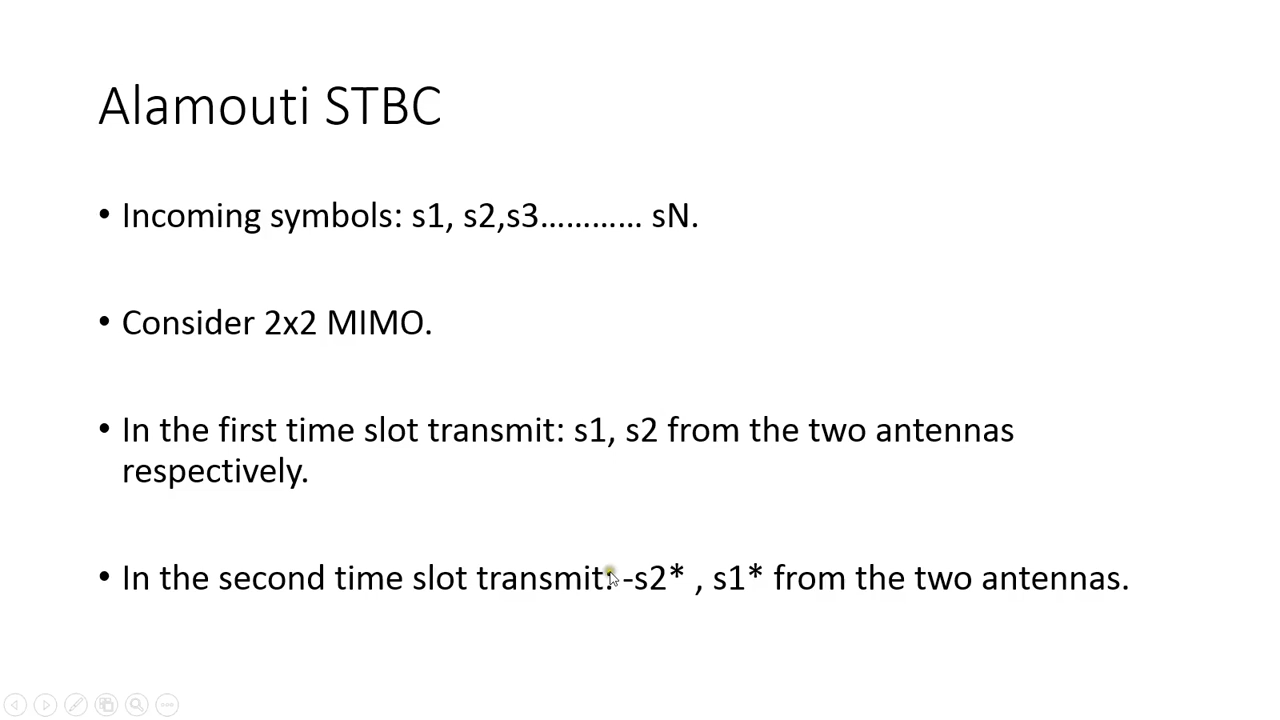 Alamouti STBC
• Incoming symbols: s1, s2,s3………… sN.
• Consider 2x2 MIMO.
• In the first time slot transmit: s1, s2 from the two antennas
respectively.
• In the second time slot transmit: -s2* , s1* from the two antennas.